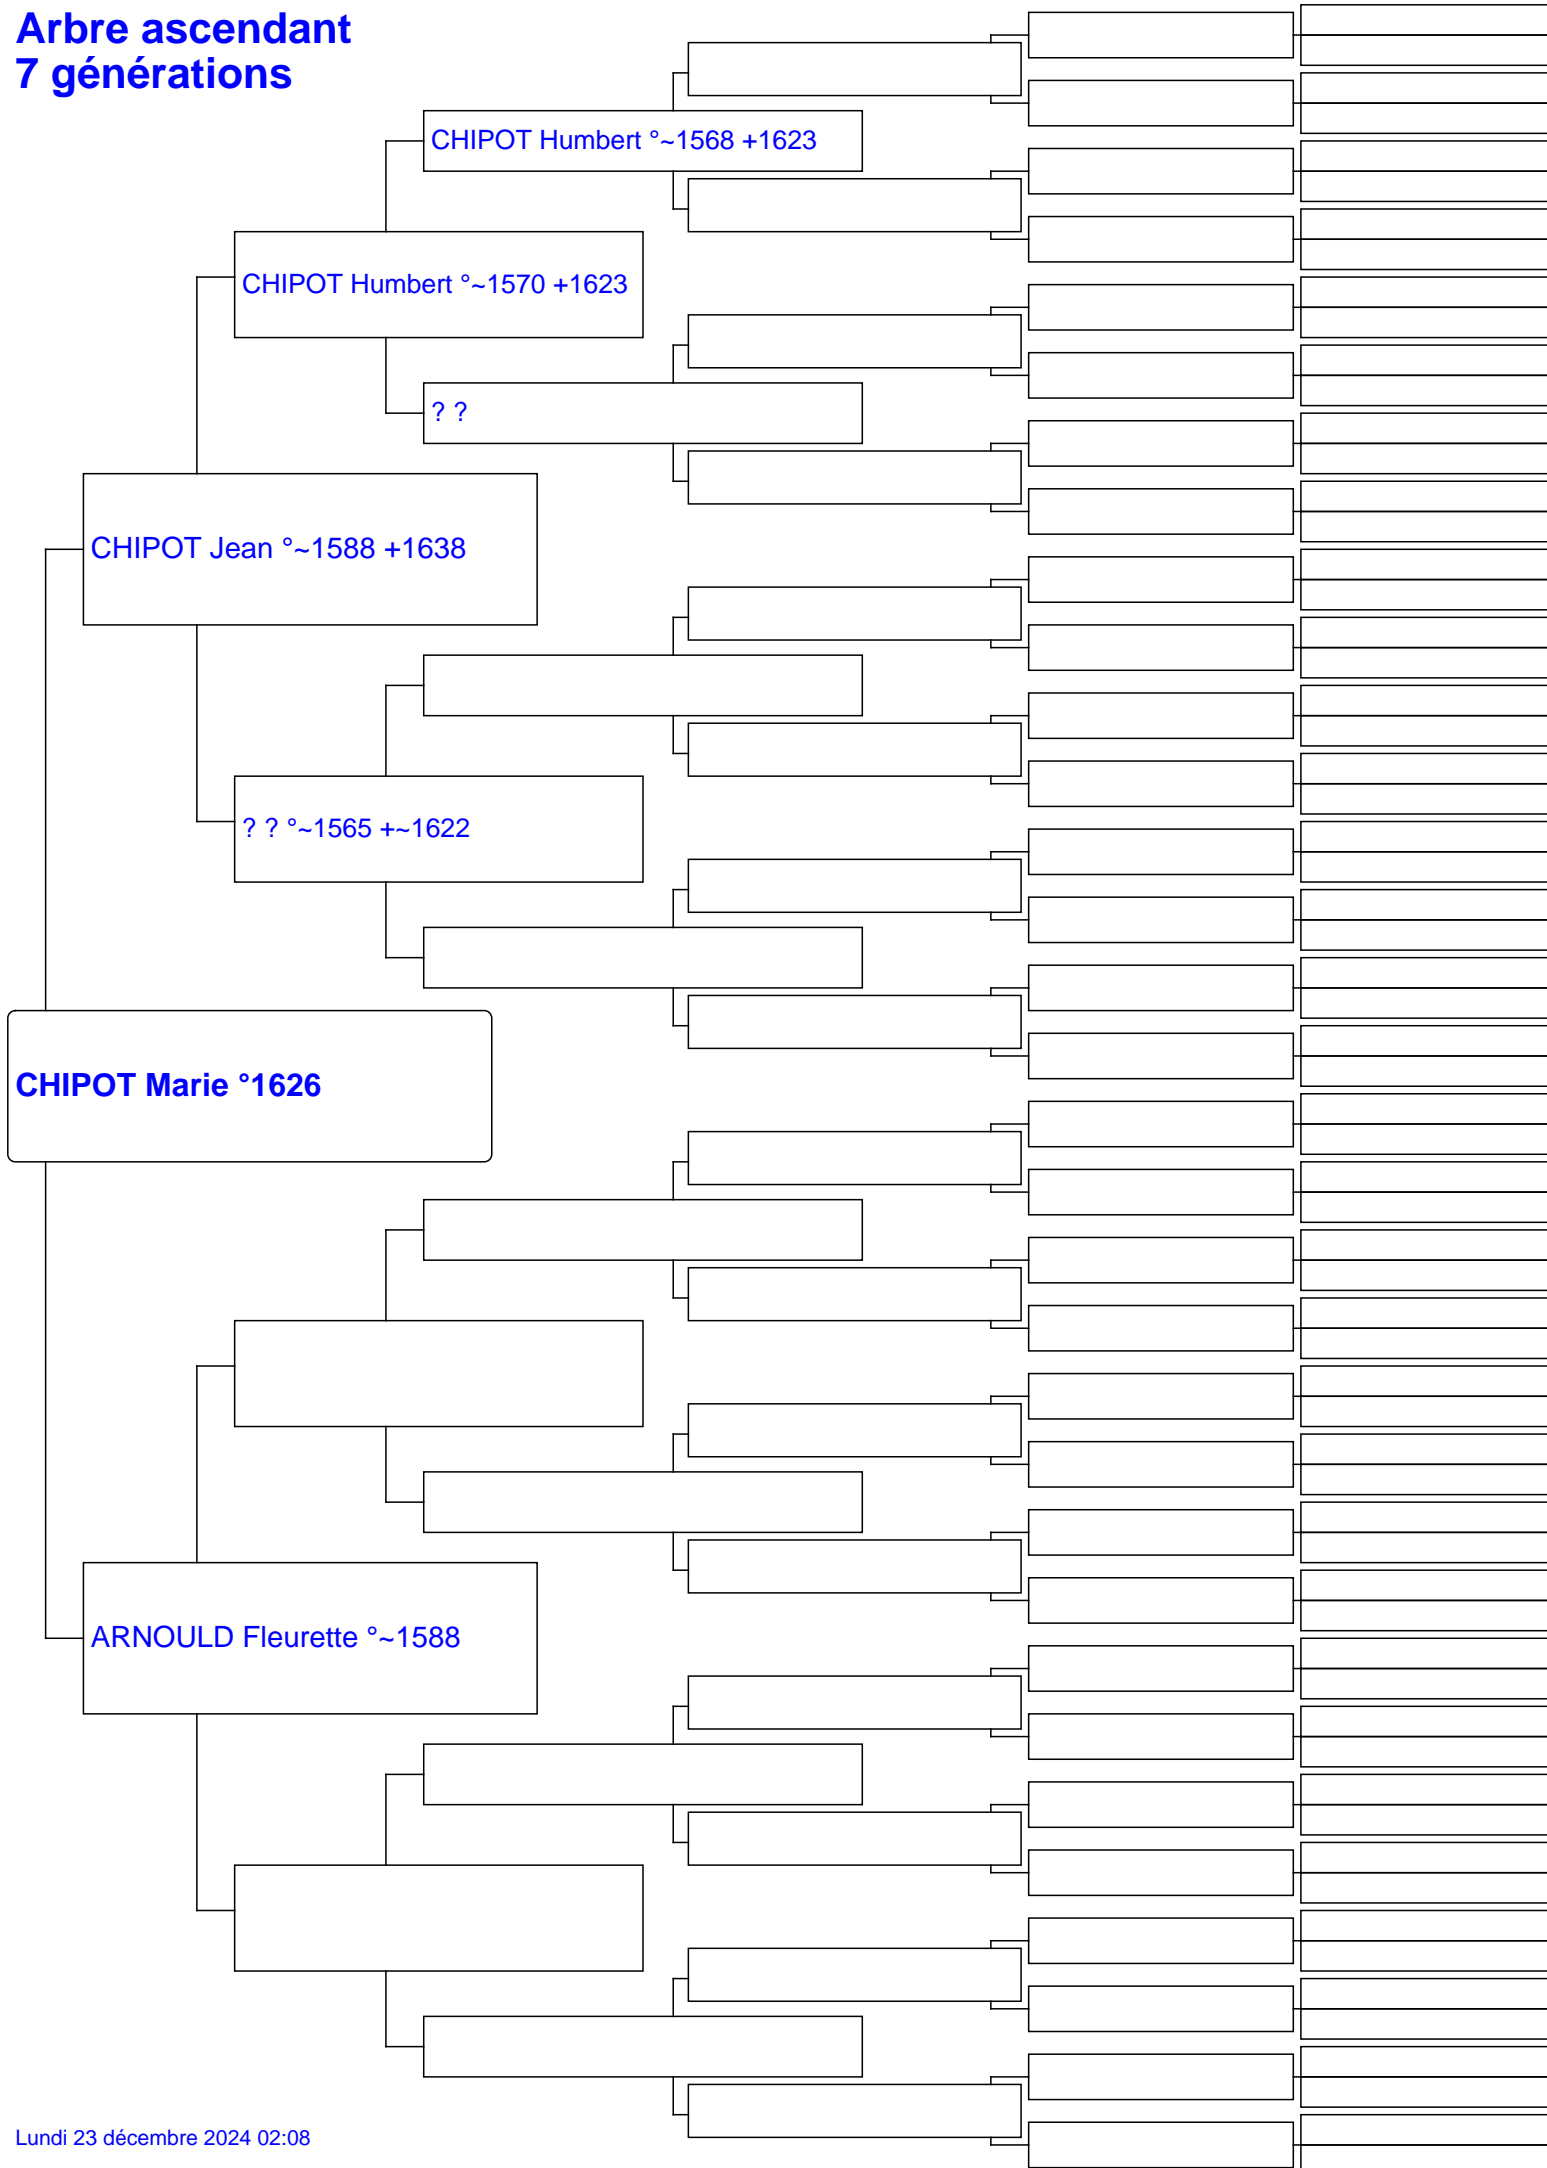 Arbre ascendant
7 générations
CHIPOT Humbert °~1568 +1623
CHIPOT Humbert °~1570 +1623
? ?
CHIPOT Jean °~1588 +1638
? ? °~1565 +~1622
CHIPOT Marie °1626
ARNOULD Fleurette °~1588
Lundi 23 décembre 2024 02:08